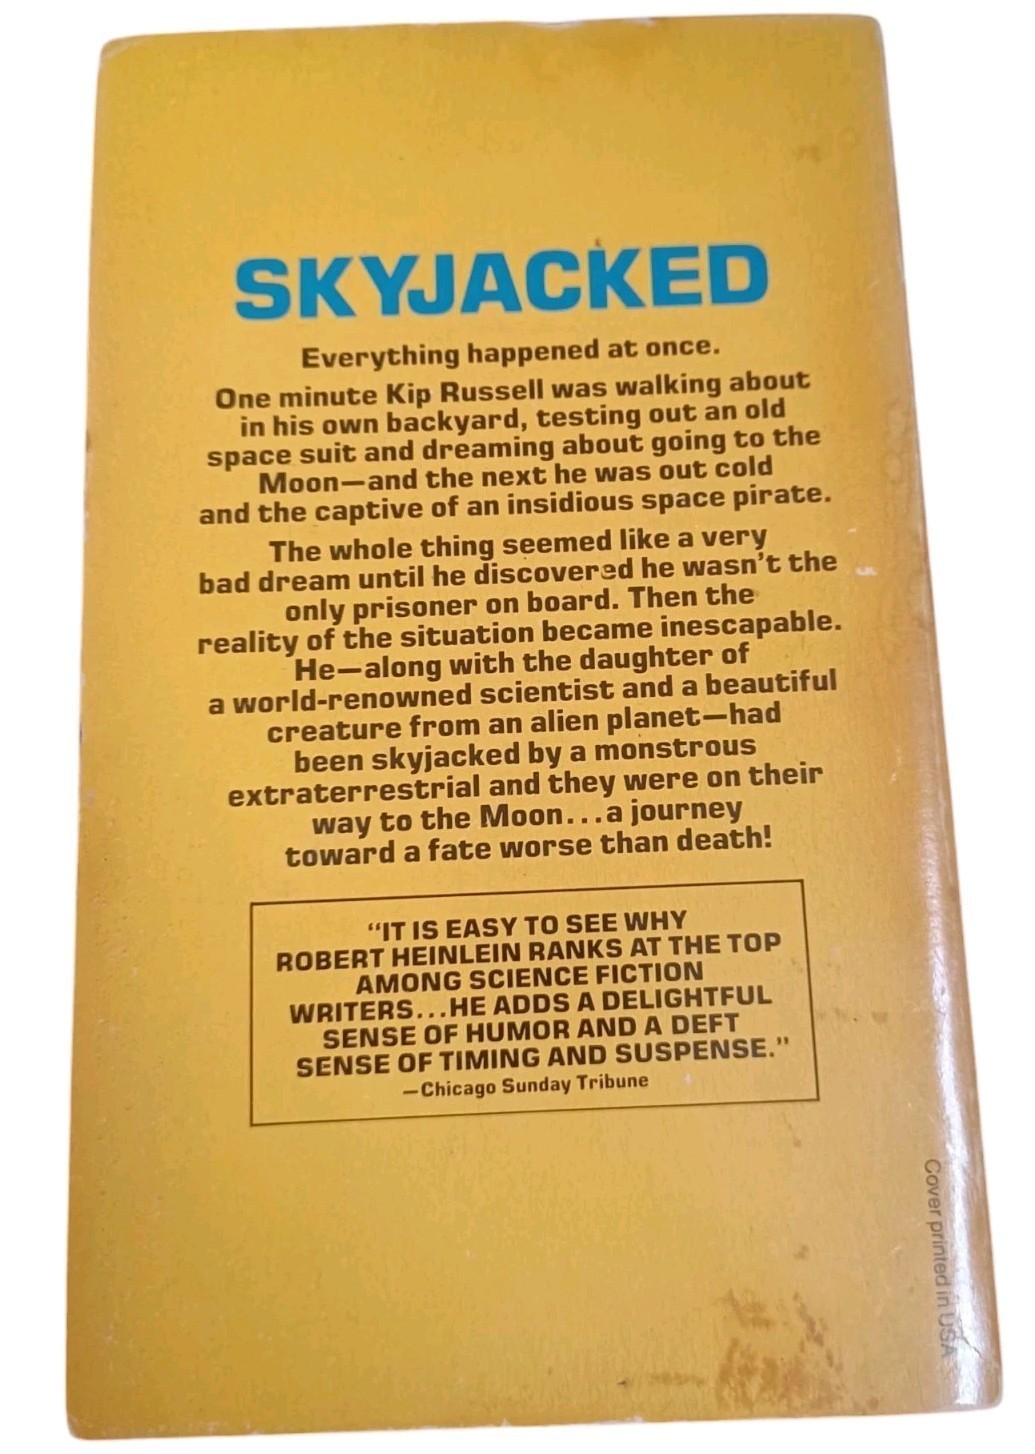 SKYJACKED
Everything happened at once.
One minute Kip Russell was walking about
in his own backyard, testing out an old
space suit and dreaming about going to the
Moon—and the next he was out cold
and the captive of an insidious space pirate.
The whole thing seemed like a very
bad dream until he discovered he wasn't the
only prisoner on board. Then the
reality of the situation became inescapable.
He—along with the daughter of
a world-renowned scientist and a beautiful
creature from an alien planet—had
been skyjacked by a monstrous
extraterrestrial and they were on their
way to the Moon...a journey
toward a fate worse than death!
“IT IS EASY TO SEE WHY
ROBERT HEINLEIN RANKS AT THE TOP
AMONG SCIENCE FICTION
WRITERS...HE ADDS A DELIGHTFUL
SENSE OF HUMOR AND A DEFT
SENSE OF TIMING AND SUSPENSE.”
—Chicago Sunday Tribune
Cover printed in USA